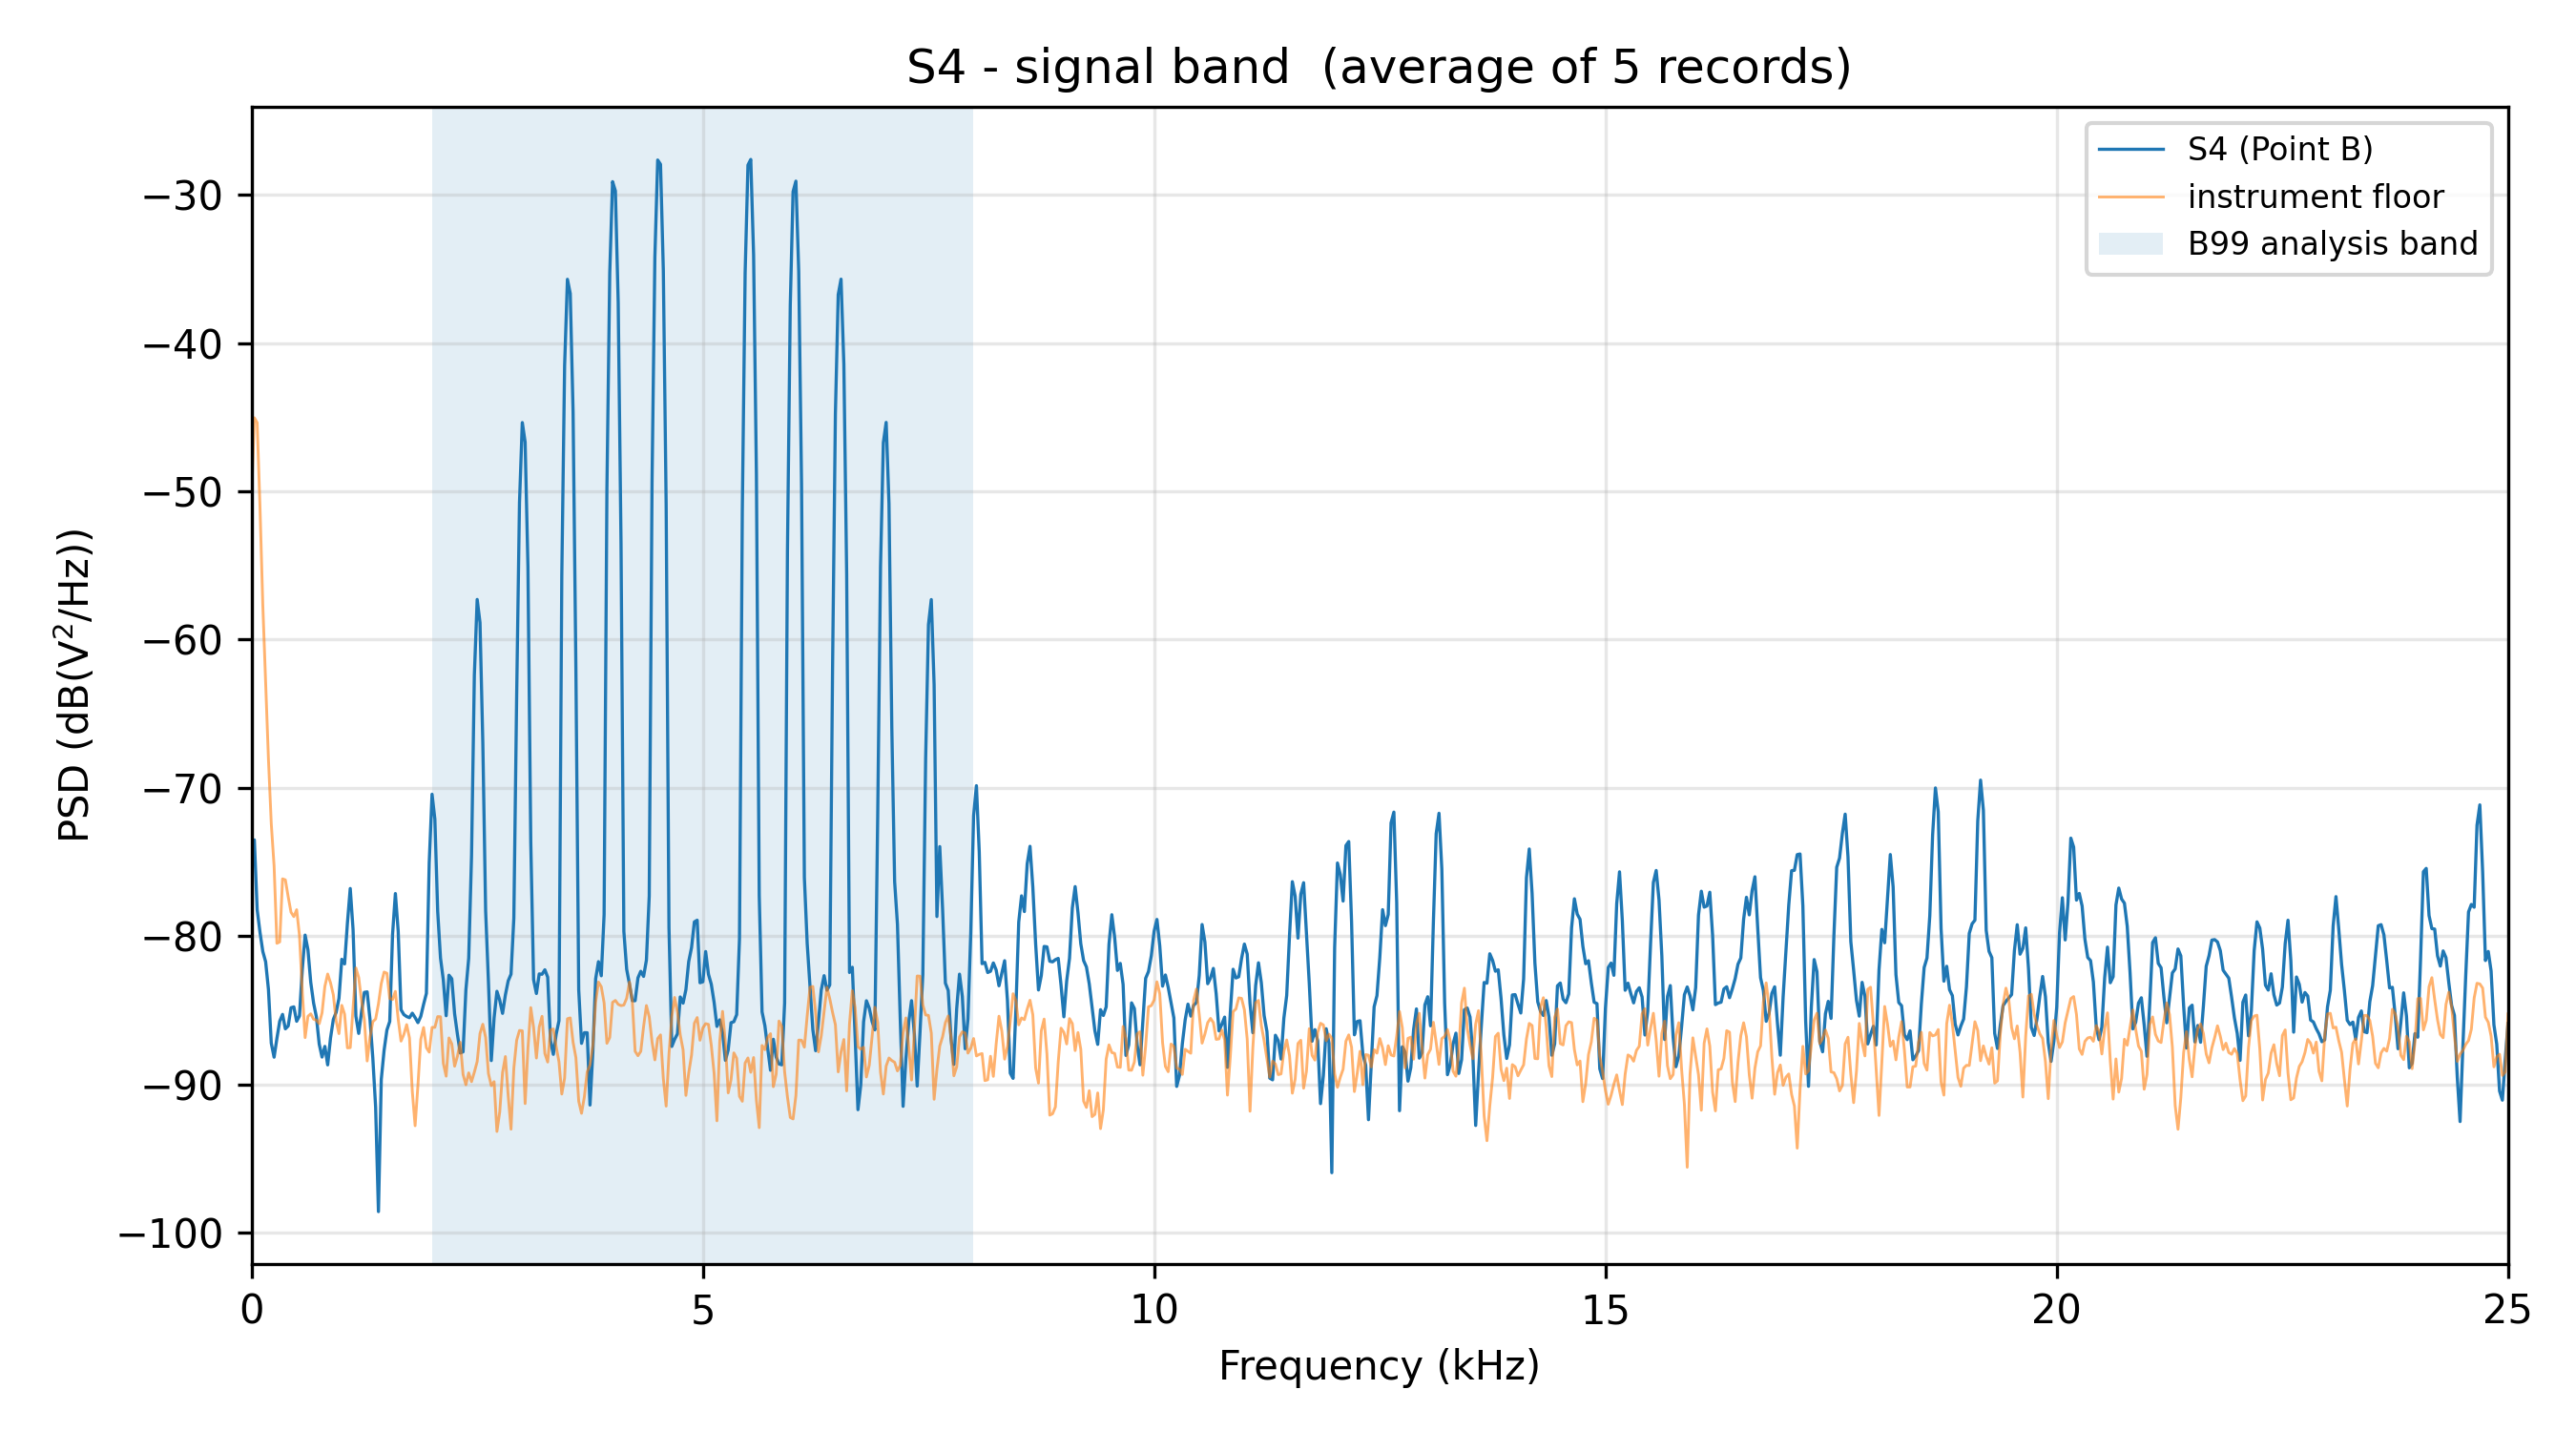 S4 - signal band  (average of 5 records)
S4 (Point B)
instrument floor
B99 analysis band
PSD (dB(V²/Hz))
−30
−40
−50
−60
−70
−80
−90
−100
0 5 10 15 20 25
Frequency (kHz)